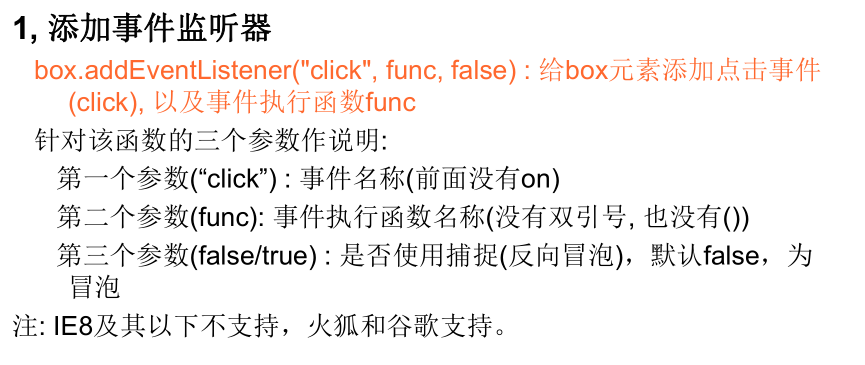 1, 添加事件监听器
box.addEventListener("click", func, false) : 给box元素添加点击事件
(click), 以及事件执行函数func
针对该函数的三个参数作说明:
第一个参数(“click”) : 事件名称(前面没有on)
第二个参数(func): 事件执行函数名称(没有双引号, 也没有())
第三个参数(false/true) : 是否使用捕捉(反向冒泡)，默认false，为
冒泡
注: IE8及其以下不支持，火狐和谷歌支持。